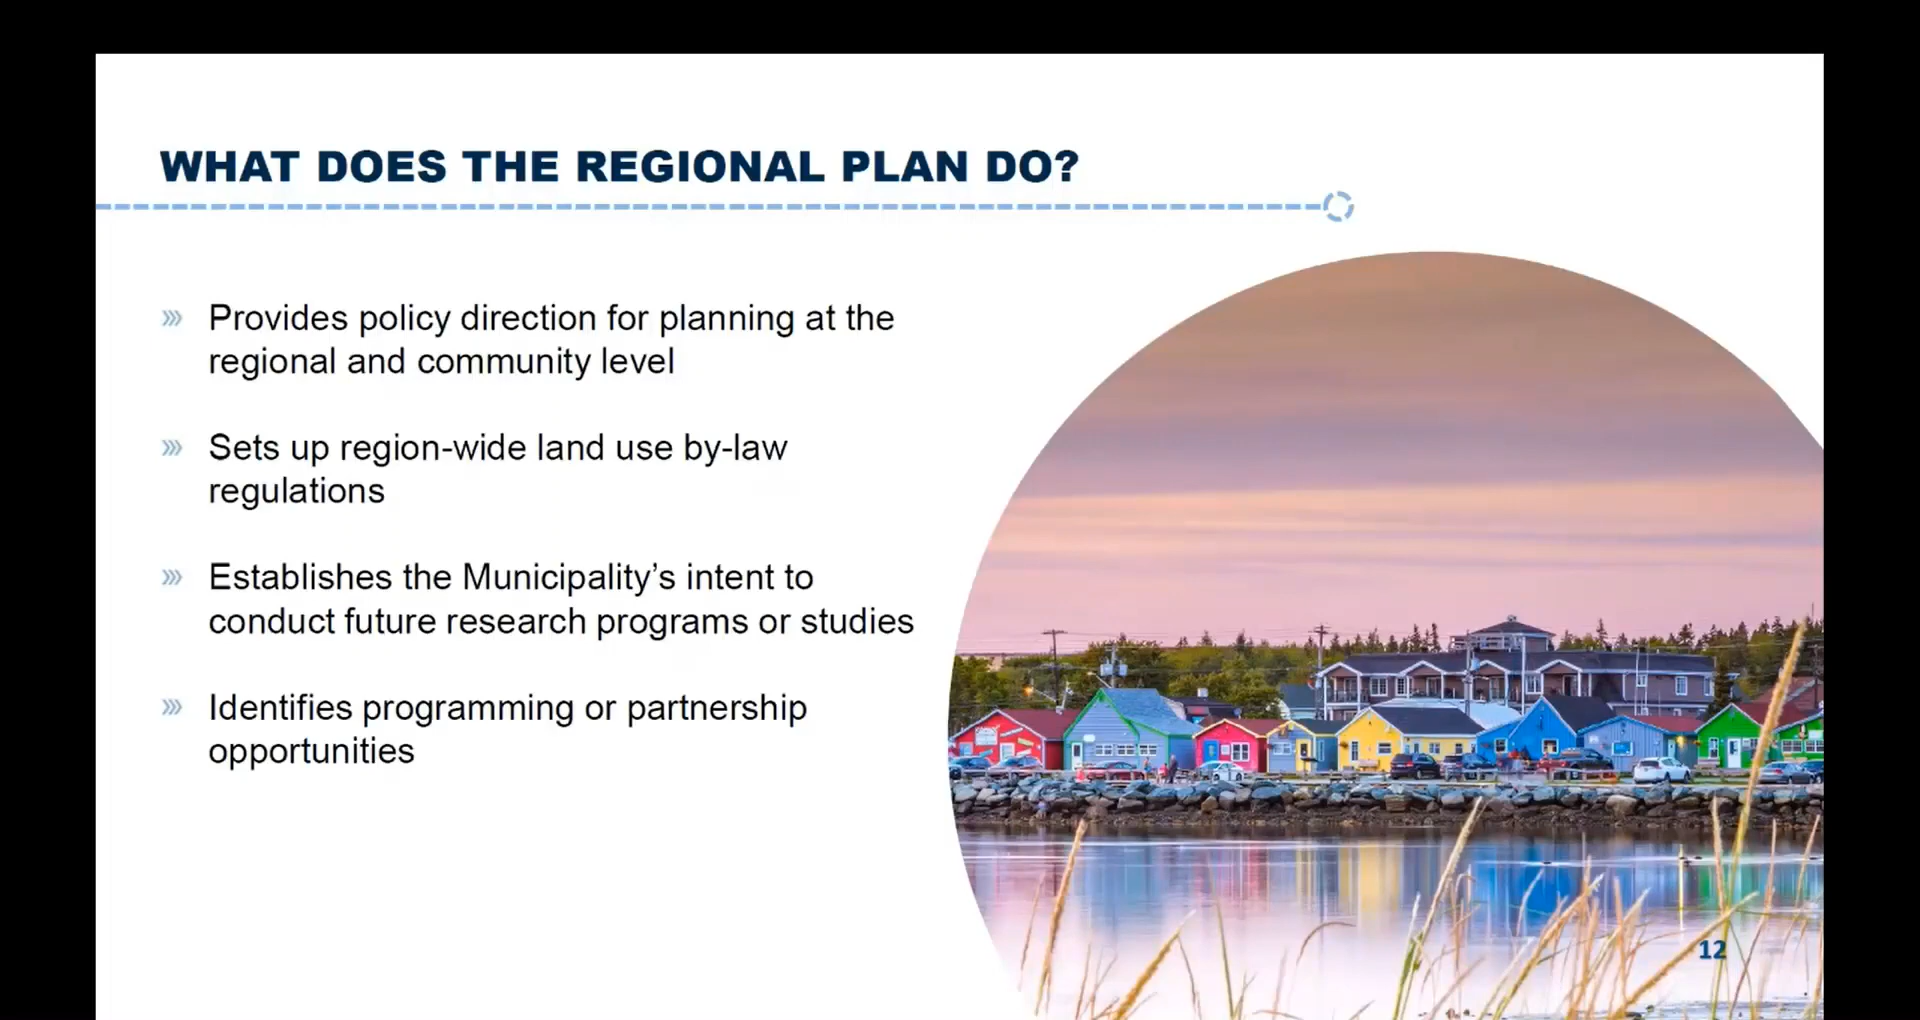 WHAT DOES THE REGIONAL PLAN DO?
Provides policy direction for planning at the
regional and community level
Sets up region-wide land use by-law
regulations
Establishes the Municipality’s intent to
conduct future research programs or studies
Identifies programming or partnership
opportunities
12